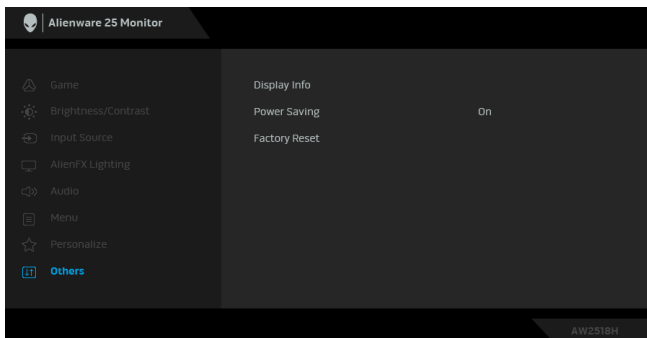 Alienware 25 Monitor
Game
Brightness/Contrast
Input Source
AlienFX Lighting
Audio
Menu
Personalize
Others
Display Info
Power Saving On
Factory Reset
AW2518H